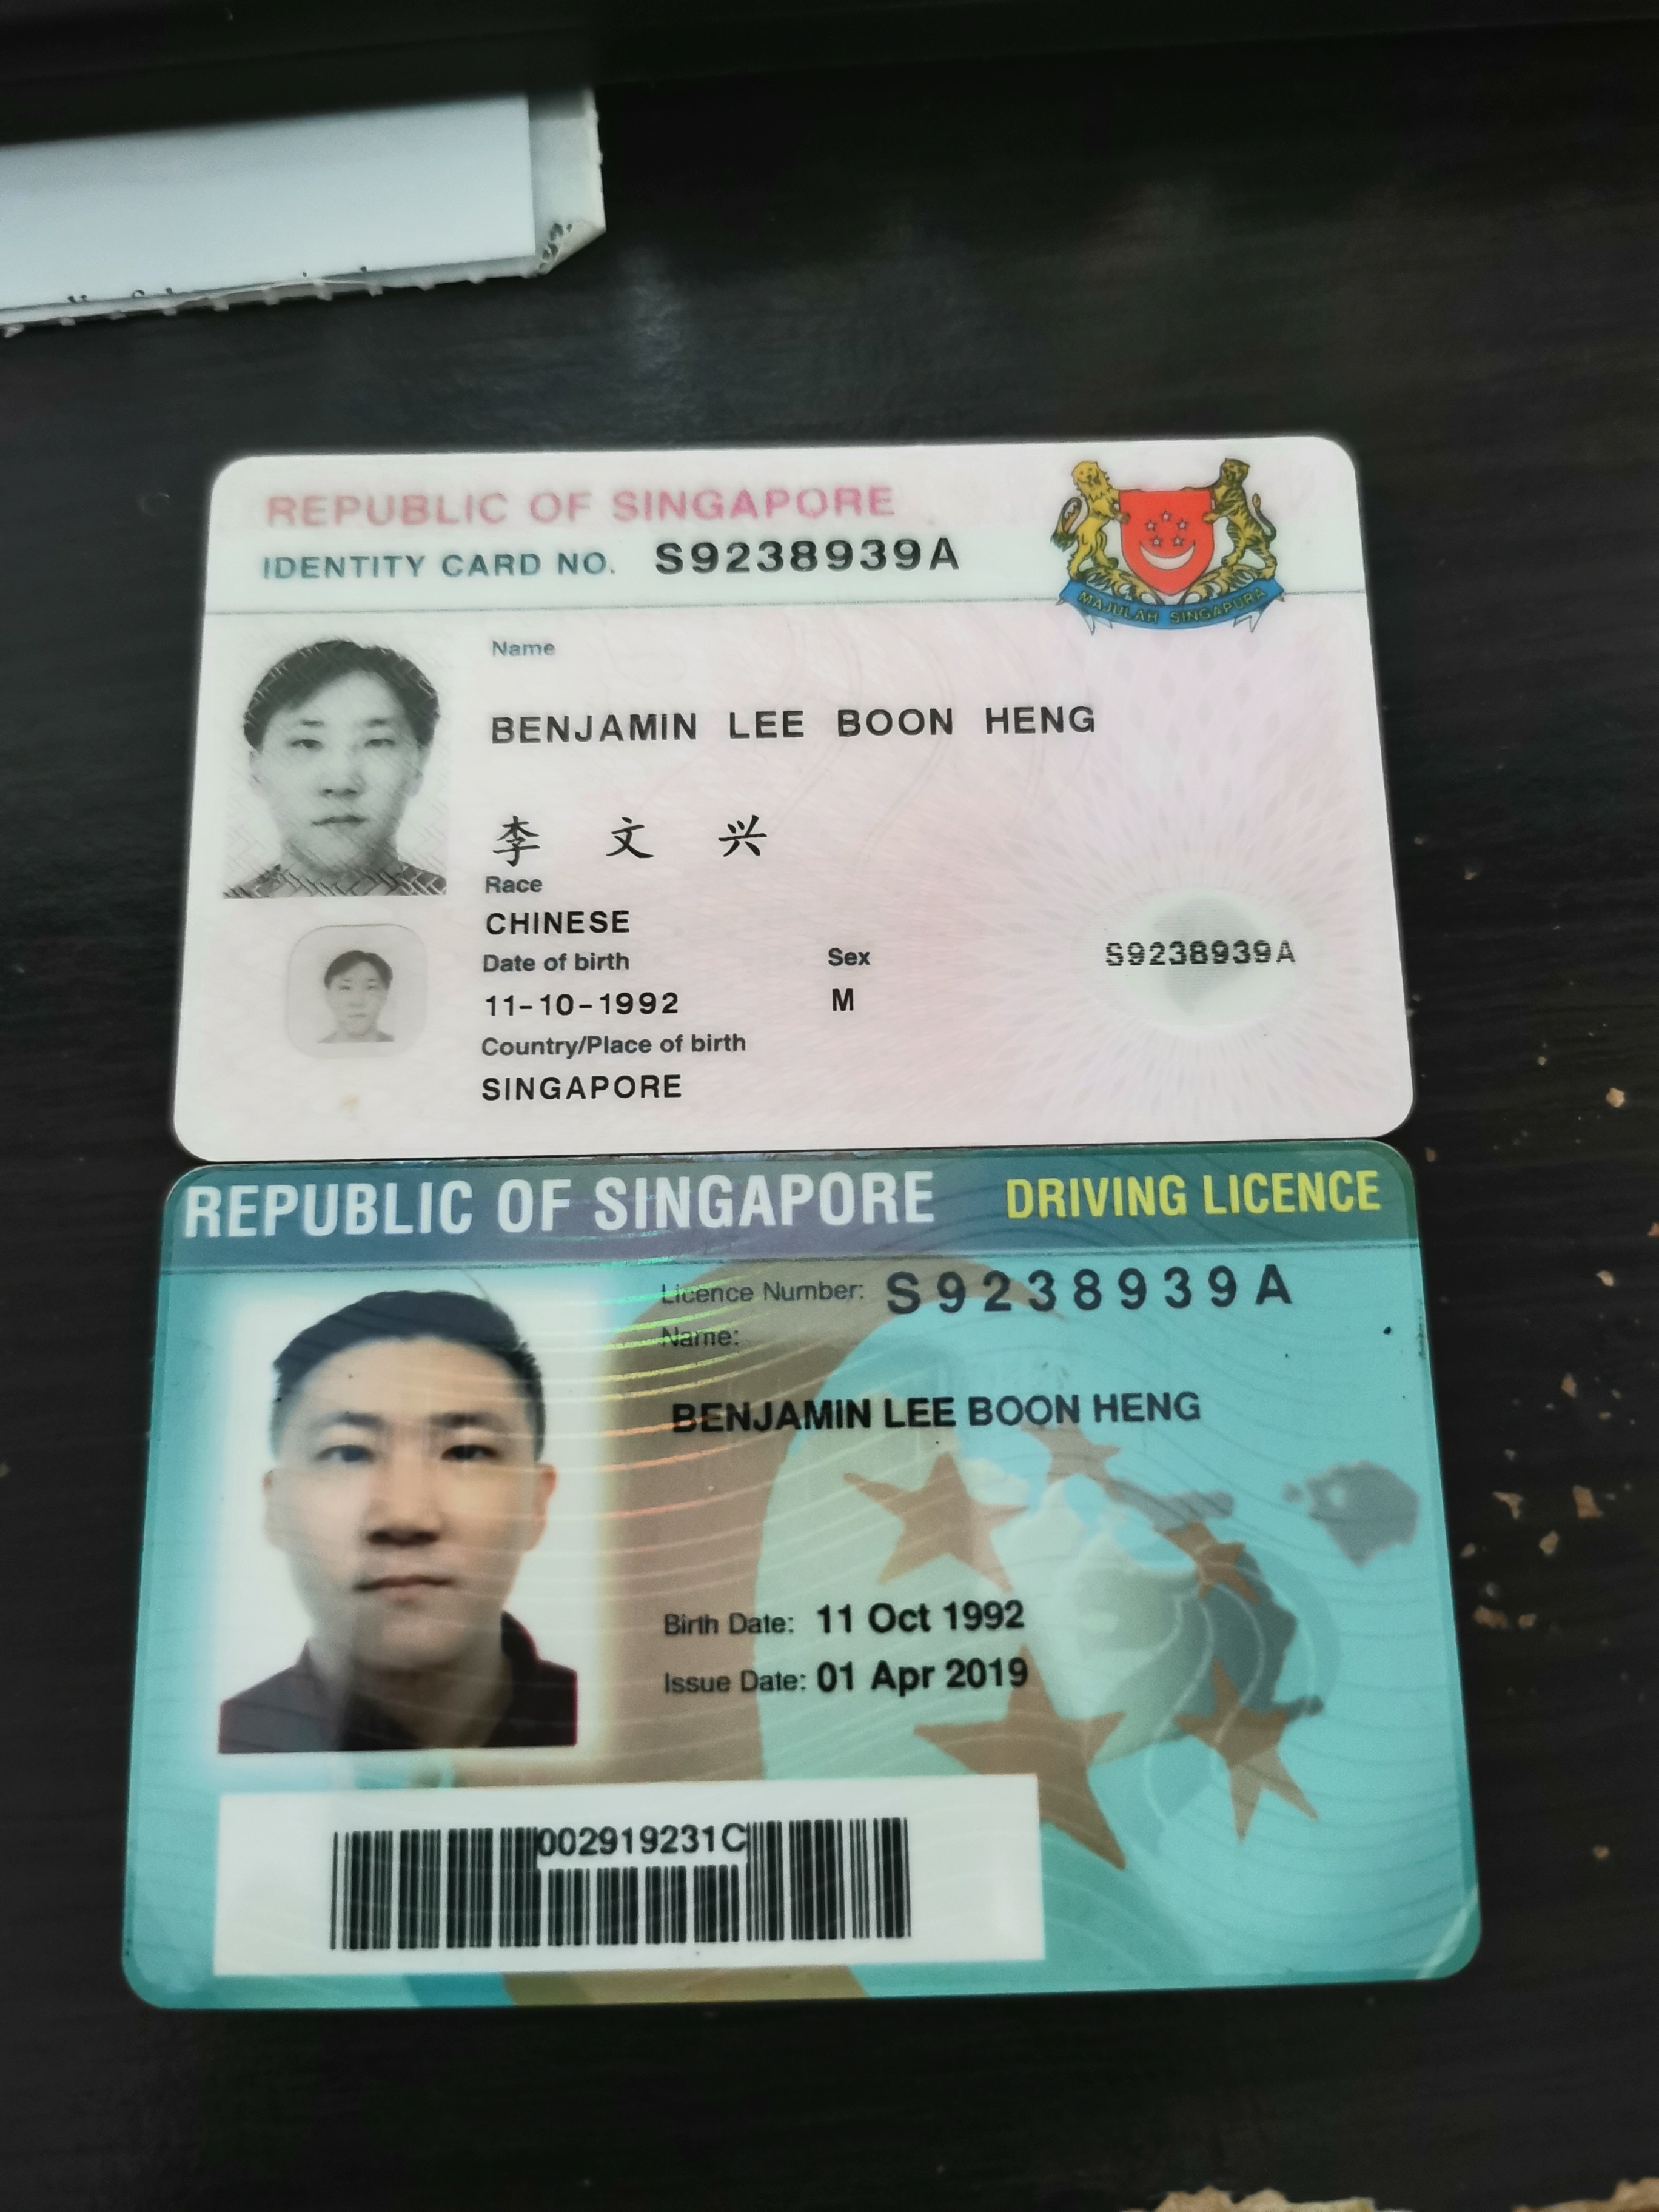 REPUBLIC OF SINGAPORE
IDENTITY CARD NO. S9238939A
MAJULAH SINGAPURA
Name
BENJAMIN LEE BOON HENG
李 文 兴
Race
CHINESE
Date of birth Sex
S9238939A
11-10-1992 M
Country/Place of birth
SINGAPORE
REPUBLIC OF SINGAPORE DRIVING LICENCE
Licence Number: S9238939A
Name:
BENJAMIN LEE BOON HENG
Birth Date: 11 Oct 1992
Issue Date: 01 Apr 2019
002919231C